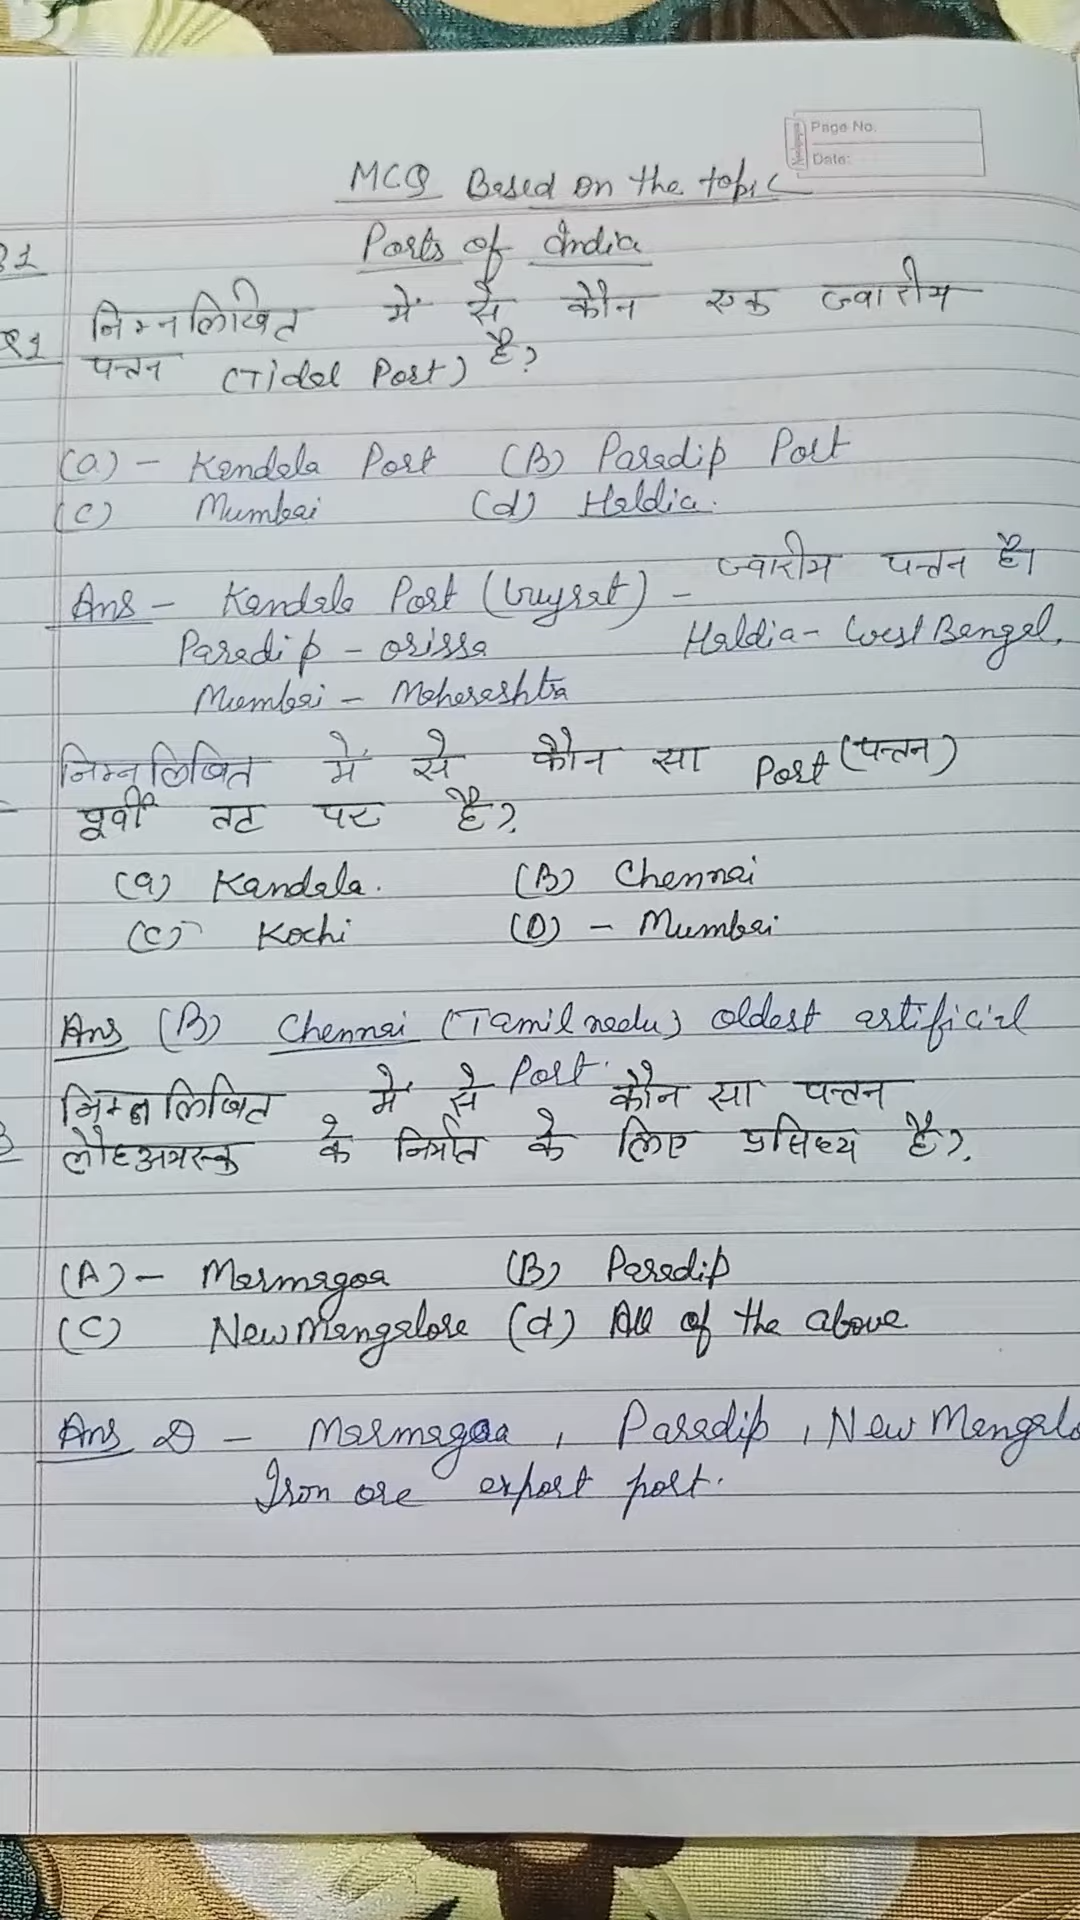 Page No.
Date:
MCQ Based on the topic
Ports of India
Q1 निम्नलिखित में से कौन एक ज्वारीय
पत्तन (Tidal Port) है?
(a) - Kandala Port (B) Paradip Port
(C) Mumbai (d) Haldia.
Ans - Kandala Port (Gujrat) - ज्वारीय पत्तन है।
Paradip - orissa Haldia - West Bengal,
Mumbai - Maharashtra
निम्नलिखित में से कौन सा Port (पत्तन)
पूर्वी तट पर है?
(a) Kandala. (B) Chennai
(C) Kochi (D) - Mumbai
Ans (B) Chennai (Tamil nadu) oldest artificial
Port.
निम्नलिखित में से कौन सा पत्तन
लौहअयस्क के निर्यात के लिए प्रसिध्य है?
(A) - Marmagoa (B) Paradip
(C) New Mangalore (d) All of the above
Ans D - Marmagoa, Paradip, New Mangalo
Iron ore export port.